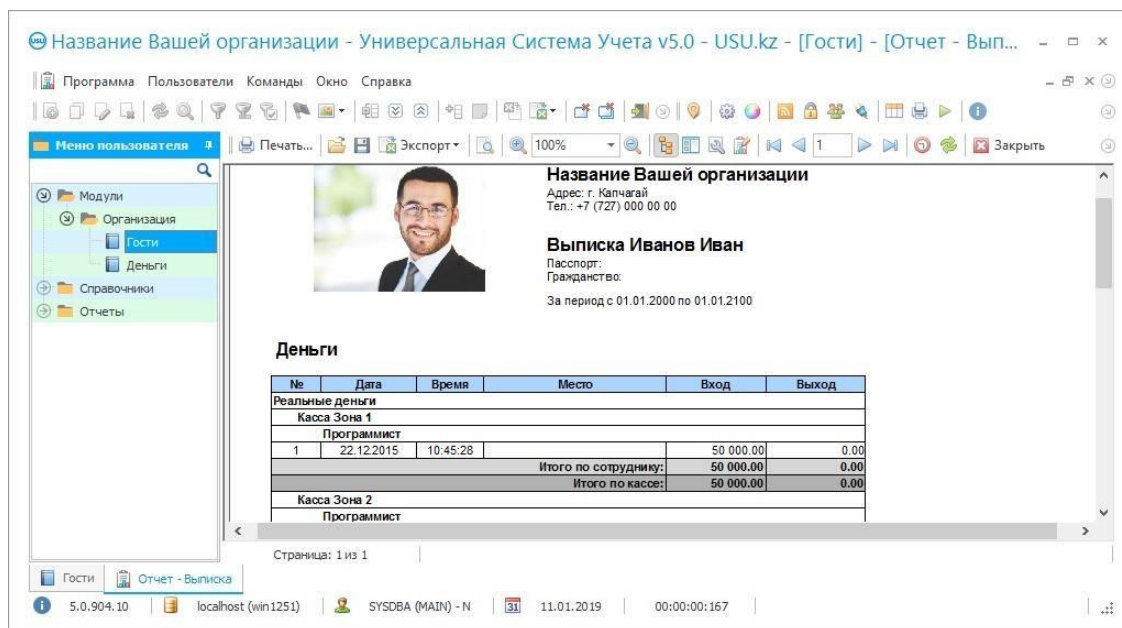 Название Вашей организации - Универсальная Система Учета v5.0 - USU.kz - [Гости] - [Отчет - Вып...
Программа Пользователи Команды Окно Справка
Меню пользователя
Печать... Экспорт 100% 1 Закрыть
Модули
Организация
Гости
Деньги
Справочники
Отчеты
Название Вашей организации
Адрес: г. Капчагай
Тел.: +7 (727) 000 00 00
Выписка Иванов Иван
Пасспорт:
Гражданство:
За период с 01.01.2000 по 01.01.2100
Деньги
№ Дата Время Место Вход Выход
Реальные деньги
Касса Зона 1
Программист
1 22.12.2015 10:45:28 50 000.00 0.00
Итого по сотруднику: 50 000.00 0.00
Итого по кассе: 50 000.00 0.00
Касса Зона 2
Программист
Страница: 1 из 1
Гости Отчет - Выписка
5.0.904.10 localhost (win1251) SYSDBA (MAIN) - N 31 11.01.2019 00:00:00:167